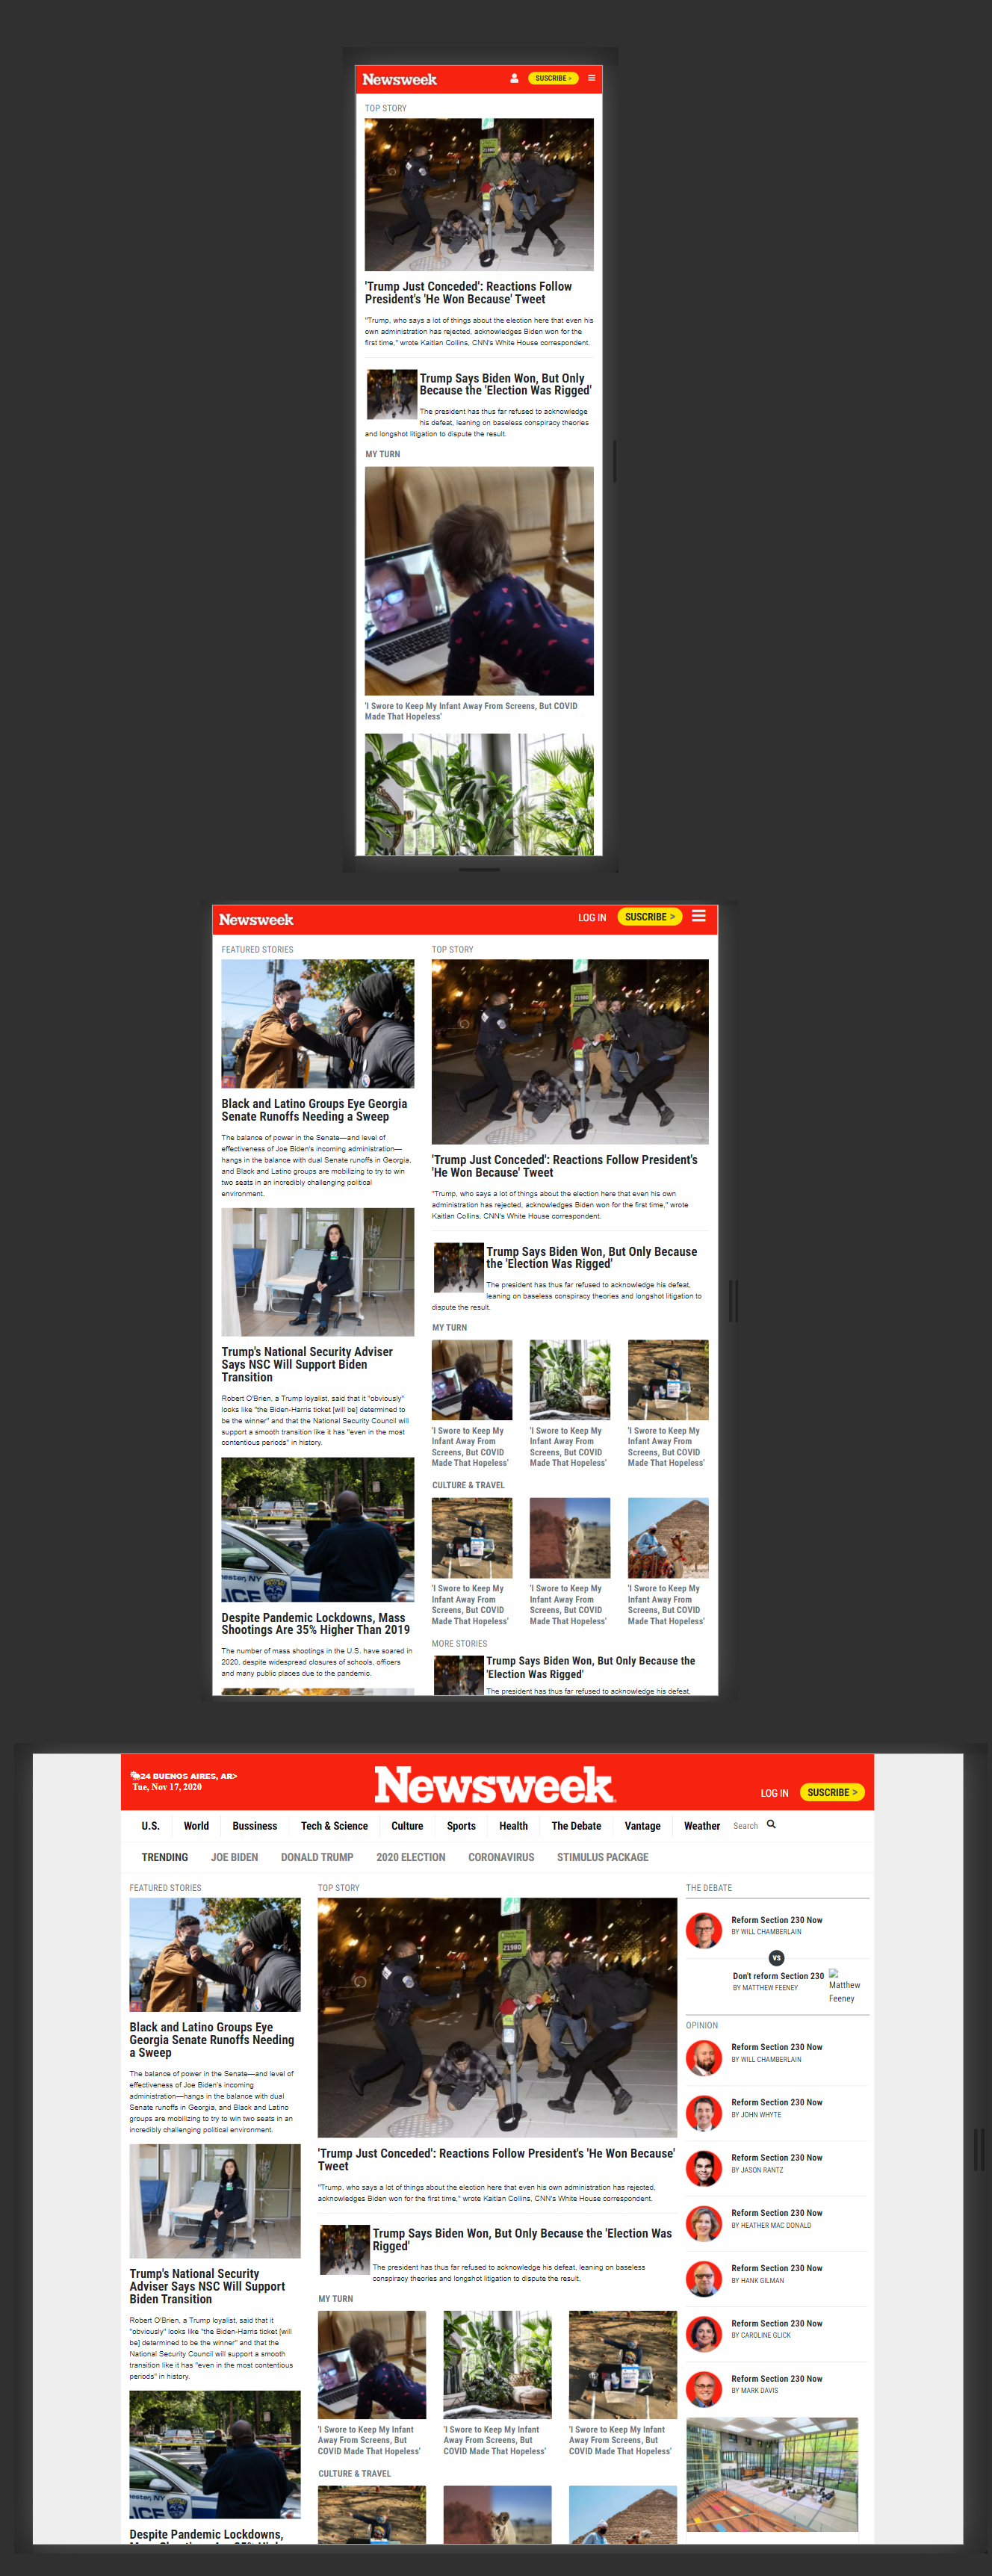 Newsweek
SUSCRIBE >
TOP STORY
'Trump Just Conceded': Reactions Follow
President's 'He Won Because' Tweet
"Trump, who says a lot of things about the election here that even his
own administration has rejected, acknowledges Biden won for the
first time," wrote Kaitlan Collins, CNN's White House correspondent.
Trump Says Biden Won, But Only
Because the 'Election Was Rigged'
The president has thus far refused to acknowledge
his defeat, leaning on baseless conspiracy theories
and longshot litigation to dispute the result.
MY TURN
'I Swore to Keep My Infant Away From Screens, But COVID
Made That Hopeless'
Newsweek
LOG IN
SUSCRIBE >
FEATURED STORIES
Black and Latino Groups Eye Georgia
Senate Runoffs Needing a Sweep
The balance of power in the Senate—and level of
effectiveness of Joe Biden's incoming administration—
hangs in the balance with dual Senate runoffs in Georgia,
and Black and Latino groups are mobilizing to try to win
two seats in an incredibly challenging political
environment.
Trump's National Security Adviser
Says NSC Will Support Biden
Transition
Robert O'Brien, a Trump loyalist, said that it "obviously"
looks like "the Biden-Harris ticket [will be] determined to
be the winner" and that the National Security Council will
support a smooth transition like it has "even in the most
contentious periods" in history.
ester, NY
ICE
Despite Pandemic Lockdowns, Mass
Shootings Are 35% Higher Than 2019
The number of mass shootings in the U.S. have soared in
2020, despite widespread closures of schools, officers
and many public places due to the pandemic.
TOP STORY
21980
'Trump Just Conceded': Reactions Follow President's
'He Won Because' Tweet
"Trump, who says a lot of things about the election here that even his own
administration has rejected, acknowledges Biden won for the first time," wrote
Kaitlan Collins, CNN's White House correspondent.
Trump Says Biden Won, But Only Because
the 'Election Was Rigged'
The president has thus far refused to acknowledge his defeat,
leaning on baseless conspiracy theories and longshot litigation to
dispute the result.
MY TURN
'I Swore to Keep My
Infant Away From
Screens, But COVID
Made That Hopeless'
'I Swore to Keep My
Infant Away From
Screens, But COVID
Made That Hopeless'
'I Swore to Keep My
Infant Away From
Screens, But COVID
Made That Hopeless'
CULTURE & TRAVEL
'I Swore to Keep My
Infant Away From
Screens, But COVID
Made That Hopeless'
'I Swore to Keep My
Infant Away From
Screens, But COVID
Made That Hopeless'
'I Swore to Keep My
Infant Away From
Screens, But COVID
Made That Hopeless'
MORE STORIES
Trump Says Biden Won, But Only Because the
'Election Was Rigged'
The president has thus far refused to acknowledge his defeat,
24 BUENOS AIRES, AR>
Tue, Nov 17, 2020
Newsweek
LOG IN
SUSCRIBE >
U.S. World Bussiness Tech & Science Culture Sports Health The Debate Vantage Weather Search
TRENDING JOE BIDEN DONALD TRUMP 2020 ELECTION CORONAVIRUS STIMULUS PACKAGE
FEATURED STORIES
Black and Latino Groups Eye
Georgia Senate Runoffs Needing
a Sweep
The balance of power in the Senate—and level of
effectiveness of Joe Biden's incoming
administration—hangs in the balance with dual
Senate runoffs in Georgia, and Black and Latino
groups are mobilizing to try to win two seats in an
incredibly challenging political environment.
Trump's National Security
Adviser Says NSC Will Support
Biden Transition
Robert O'Brien, a Trump loyalist, said that it
"obviously" looks like "the Biden-Harris ticket [will
be] determined to be the winner" and that the
National Security Council will support a smooth
transition like it has "even in the most contentious
periods" in history.
ester, NY
ICE
Despite Pandemic Lockdowns,
TOP STORY
21980
'Trump Just Conceded': Reactions Follow President's 'He Won Because'
Tweet
"Trump, who says a lot of things about the election here that even his own administration has rejected,
acknowledges Biden won for the first time," wrote Kaitlan Collins, CNN's White House correspondent.
Trump Says Biden Won, But Only Because the 'Election Was
Rigged'
The president has thus far refused to acknowledge his defeat, leaning on baseless
conspiracy theories and longshot litigation to dispute the result.
MY TURN
'I Swore to Keep My Infant
Away From Screens, But
COVID Made That Hopeless'
'I Swore to Keep My Infant
Away From Screens, But
COVID Made That Hopeless'
'I Swore to Keep My Infant
Away From Screens, But
COVID Made That Hopeless'
CULTURE & TRAVEL
THE DEBATE
Reform Section 230 Now
BY WILL CHAMBERLAIN
VS
Don't reform Section 230
BY MATTHEW FEENEY
Matthew
Feeney
OPINION
Reform Section 230 Now
BY WILL CHAMBERLAIN
Reform Section 230 Now
BY JOHN WHYTE
Reform Section 230 Now
BY JASON RANTZ
Reform Section 230 Now
BY HEATHER MAC DONALD
Reform Section 230 Now
BY HANK GILMAN
Reform Section 230 Now
BY CAROLINE GLICK
Reform Section 230 Now
BY MARK DAVIS